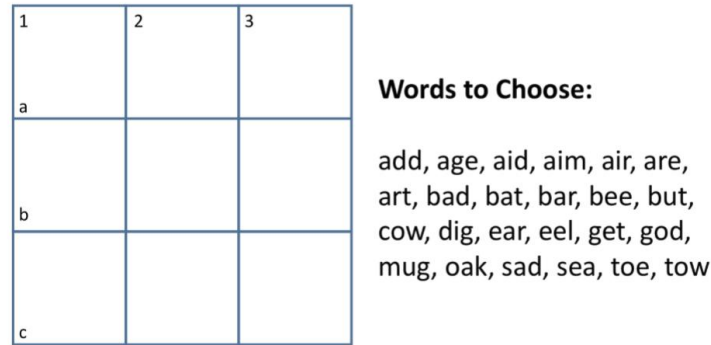 1 2 3
a
b
c
Words to Choose:
add, age, aid, aim, air, are,
art, bad, bat, bar, bee, but,
cow, dig, ear, eel, get, god,
mug, oak, sad, sea, toe, tow